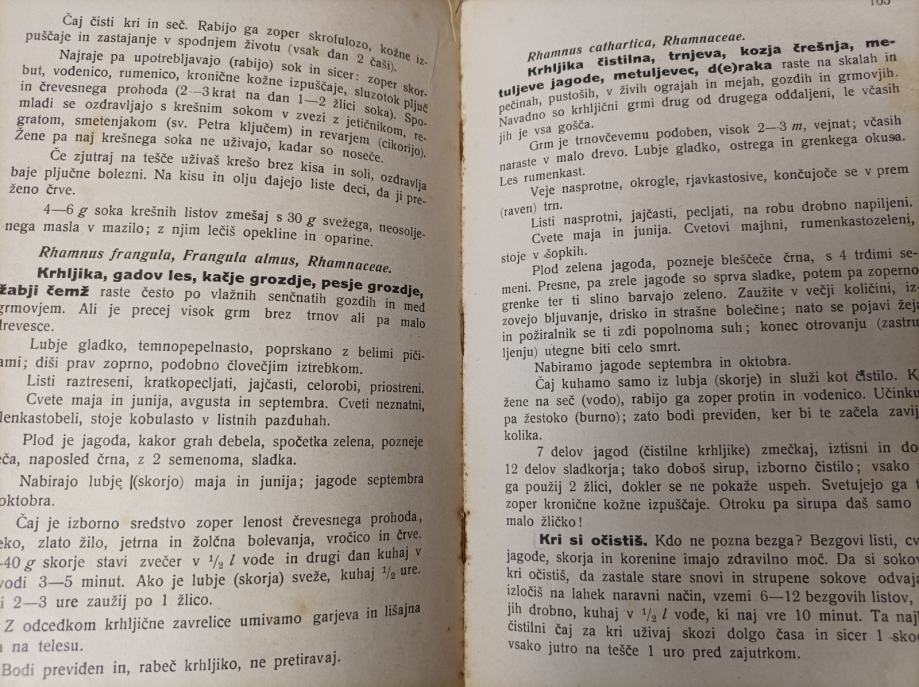 Čaj čisti kri in seč. Rabijo ga zoper skrofulozo, kožne iz-
puščaje in zastajanje v spodnjem životu (vsak dan 2 čaši).
Najraje pa upotrebljavajo (rabijo) sok in sicer: zoper skor-
but, vodenico, rumenico, kronične kožne izpuščaje, sluzotok pljuč
in črevesnega prohoda (2—3 krat na dan 1—2 žlici soka). Spo-
mladi se ozdravljajo s krešnim sokom v zvezi z jetičnikom, re-
gratom, smetenjakom (sv. Petra ključem) in revarjem (cikorijo).
Žene pa naj krešnega soka ne uživajo, kadar so noseče.
Če zjutraj na tešče uživaš krešo brez kisa in soli, ozdravlja
baje pljučne bolezni. Na kisu in olju dajejo liste deci, da ji pre-
ženo črve.
4—6 g soka krešnih listov zmešaj s 30 g svežega, neosolje-
nega masla v mazilo; z njim lečiš opekline in oparine.
Rhamnus frangula, Frangula almus, Rhamnaceae.
Krhljika, gadov les, kačje grozdje, pesje grozdje,
žabji čemž raste često po vlažnih senčnatih gozdih in med
grmovjem. Ali je precej visok grm brez trnov ali pa malo
drevesce.
Lubje gladko, temnopepelnasto, poprskano z belimi piči-
ami; diši prav zoprno, podobno človečjim iztrebkom.
Listi raztreseni, kratkopecljati, jajčasti, celorobi, priostreni.
Cvete maja in junija, avgusta in septembra. Cveti neznatni,
lenkastobeli, stoje kobulasto v listnih pazduhah.
Plod je jagoda, kakor grah debela, spočetka zelena, pozneje
eča, naposled črna, z 2 semenoma, sladka.
Nabirajo lubje (skorjo) maja in junija; jagode septembra
oktobra.
Čaj je izborno sredstvo zoper lenost črevesnega prohoda,
eko, zlato žilo, jetrna in žolčna bolevanja, vročico in črve.
-40 g skorje stavi zvečer v 1/2 l vode in drugi dan kuhaj v
vodi 3—5 minut. Ako je lubje (skorja) sveže, kuhaj 1/2 ure.
i 2—3 ure zaužij po 1 žlico.
Z odcedkom krhljične zavrelice umivamo garjeva in lišajna
a na telesu.
Bodi previden in, rabeč krhljiko, ne pretiravaj.
Rhamnus cathartica, Rhamnaceae.
Krhljika čistilna, trnjeva, kozja črešnja, me-
tuljeve jagode, metuljevec, d(e)raka raste na skalah in
pečinah, pustoših, v živih ograjah in mejah, gozdih in grmovjih.
Navadno so krhljični grmi drug od drugega oddaljeni, le včasih
jih je vsa gošča.
Grm je trnovčevemu podoben, visok 2—3 m, vejnat; včasih
naraste v malo drevo. Lubje gladko, ostrega in grenkega okusa.
Les rumenkast.
Veje nasprotne, okrogle, rjavkastosive, končujoče se v prem
(raven) trn.
Listi nasprotni, jajčasti, pecljati, na robu drobno napiljeni.
Cvete maja in junija. Cvetovi majhni, rumenkastozeleni,
stoje v šopkih.
Plod zelena jagoda, pozneje bleščeče črna, s 4 trdimi se-
meni. Presne, pa zrele jagode so sprva sladke, potem pa zoperno
grenke ter ti slino barvajo zeleno. Zaužite v večji količini, iz-
zovejo bljuvanje, drisko in strašne bolečine; nato se pojavi žeja
in požiralnik se ti zdi popolnoma suh; konec otrovanju (zastru
ljenju) utegne biti celo smrt.
Nabiramo jagode septembra in oktobra.
Čaj kuhamo samo iz lubja (skorje) in služi kot čistilo. K
žene na seč (vodo), rabijo ga zoper protin in vodenico. Učinku
pa žestoko (burno); zato bodi previden, ker bi te začela zavij
kolika.
7 delov jagod (čistilne krhljike) zmečkaj, iztisni in do
12 delov sladkorja; tako doboš sirup, izborno čistilo; vsako
ga použij 2 žlici, dokler se ne pokaže uspeh. Svetujejo ga t
zoper kronične kožne izpuščaje. Otroku pa sirupa daš samo
malo žličko!
Kri si očistiš. Kdo ne pozna bezga? Bezgovi listi, cv
jagode, skorja in korenine imajo zdravilno moč. Da si sokov
kri očistiš, da zastale stare snovi in strupene sokove odvaja
izločiš na lahek naravni način, vzemi 6—12 bezgovih listov,
jih drobno, kuhaj v 1/2 l vode, ki naj vre 10 minut. Ta naj
čistilni čaj za kri uživaj skozi dolgo časa in sicer 1 skod
vsako jutro na tešče 1 uro pred zajutrkom.